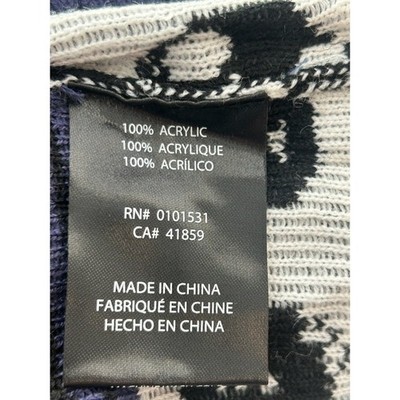 100% ACRYLIC
100% ACRYLIQUE
100% ACRÍLICO
RN# 0101531
CA# 41859
MADE IN CHINA
FABRIQUÉ EN CHINE
HECHO EN CHINA